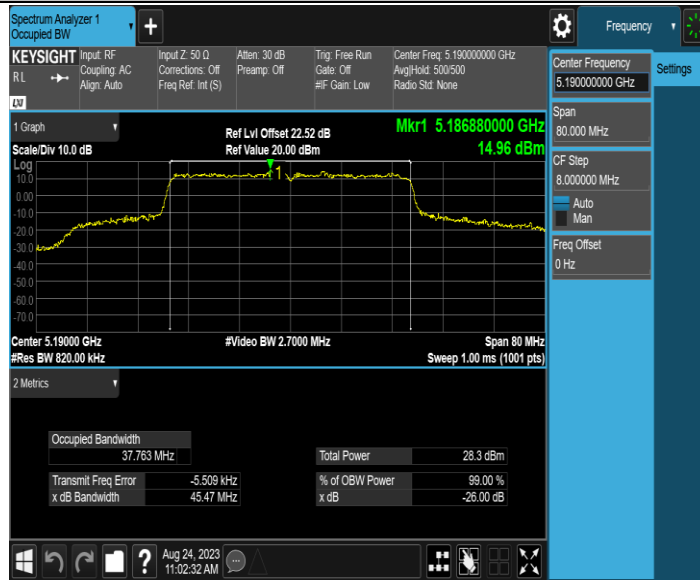 Spectrum Analyzer 1
Occupied BW
+
Frequency
KEYSIGHT
RL
LXI
Input: RF
Coupling: AC
Align: Auto
Input Z: 50 Ω
Corrections: Off
Freq Ref: Int (S)
Atten: 30 dB
Preamp: Off
Trig: Free Run
Gate: Off
#IF Gain: Low
Center Freq: 5.190000000 GHz
Avg|Hold: 500/500
Radio Std: None
Center Frequency
5.190000000 GHz
Settings
Span
80.000 MHz
CF Step
8.000000 MHz
Auto
Man
Freq Offset
0 Hz
1 Graph
Scale/Div 10.0 dB
Ref Lvl Offset 22.52 dB
Ref Value 20.00 dBm
Mkr1 5.186880000 GHz
14.96 dBm
Log
10.0
0.00
-10.0
-20.0
-30.0
-40.0
-50.0
-60.0
-70.0
1
Center 5.19000 GHz
#Res BW 820.00 kHz
#Video BW 2.7000 MHz
Span 80 MHz
Sweep 1.00 ms (1001 pts)
2 Metrics
Occupied Bandwidth
37.763 MHz
Total Power 28.3 dBm
Transmit Freq Error -5.509 kHz
% of OBW Power 99.00 %
x dB Bandwidth 45.47 MHz
x dB -26.00 dB
?
Aug 24, 2023
11:02:32 AM